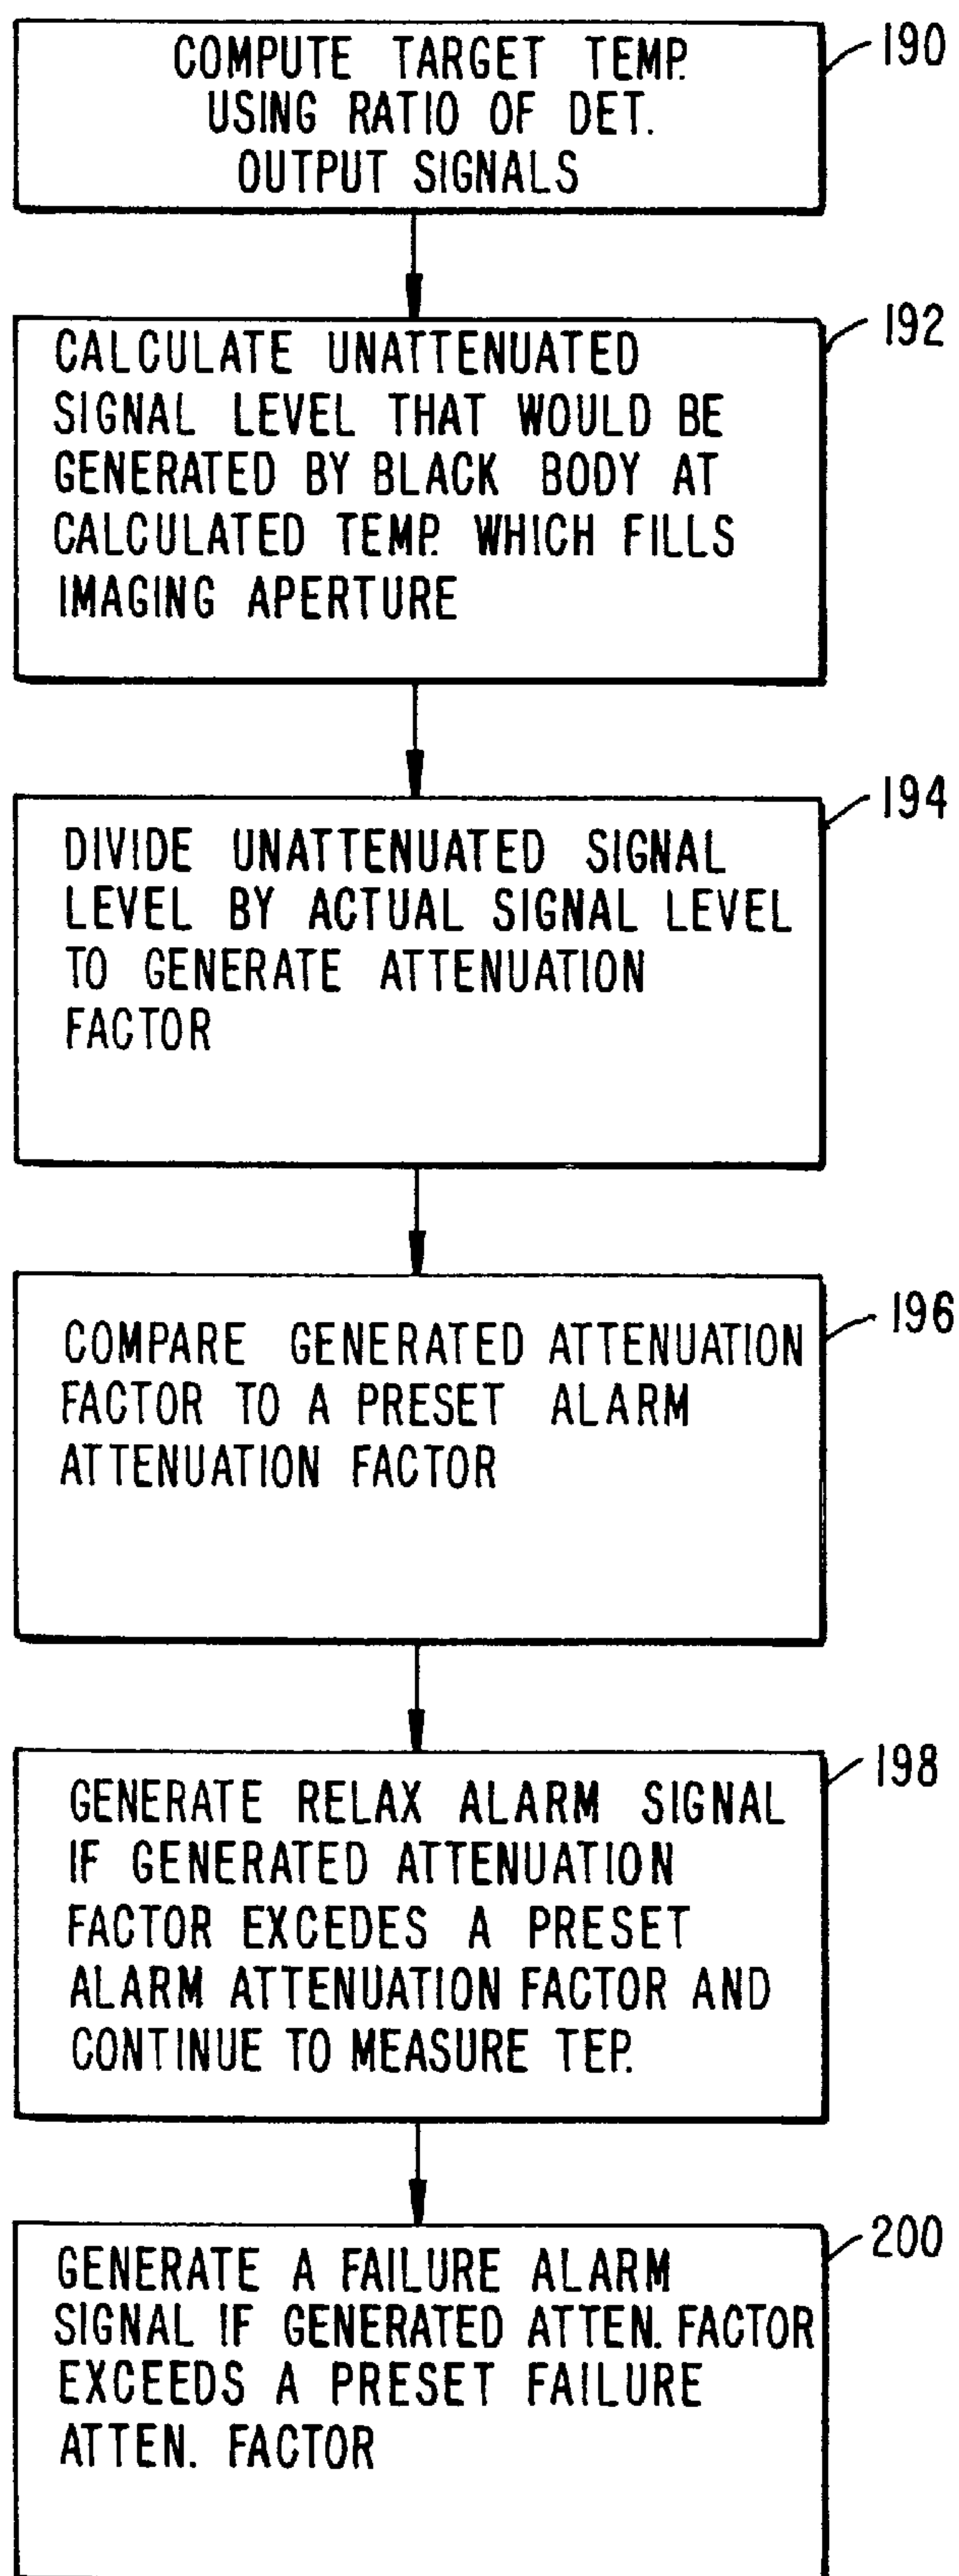 COMPUTE TARGET TEMP.
USING RATIO OF DET.
OUTPUT SIGNALS
190
CALCULATE UNATTENUATED
SIGNAL LEVEL THAT WOULD BE
GENERATED BY BLACK BODY AT
CALCULATED TEMP. WHICH FILLS
IMAGING APERTURE
192
DIVIDE UNATTENUATED SIGNAL
LEVEL BY ACTUAL SIGNAL LEVEL
TO GENERATE ATTENUATION
FACTOR
194
COMPARE GENERATED ATTENUATION
FACTOR TO A PRESET ALARM
ATTENUATION FACTOR
196
GENERATE RELAX ALARM SIGNAL
IF GENERATED ATTENUATION
FACTOR EXCEDES A PRESET
ALARM ATTENUATION FACTOR AND
CONTINUE TO MEASURE TEP.
198
GENERATE A FAILURE ALARM
SIGNAL IF GENERATED ATTEN. FACTOR
EXCEEDS A PRESET FAILURE
ATTEN. FACTOR
200